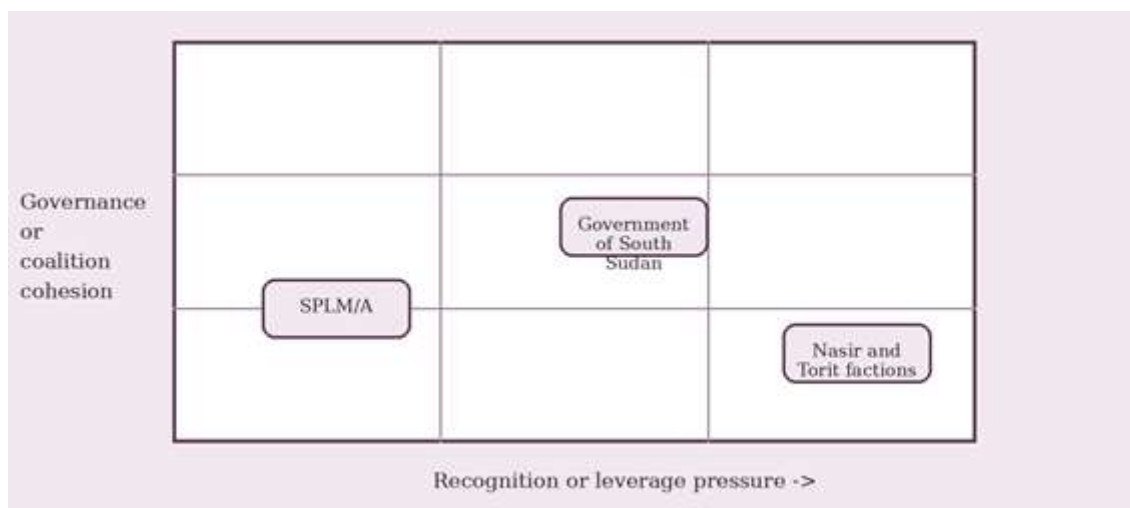 Governance
or
coalition
cohesion
Government
of South
Sudan
SPLM/A
Nasir and
Torit factions
Recognition or leverage pressure ->